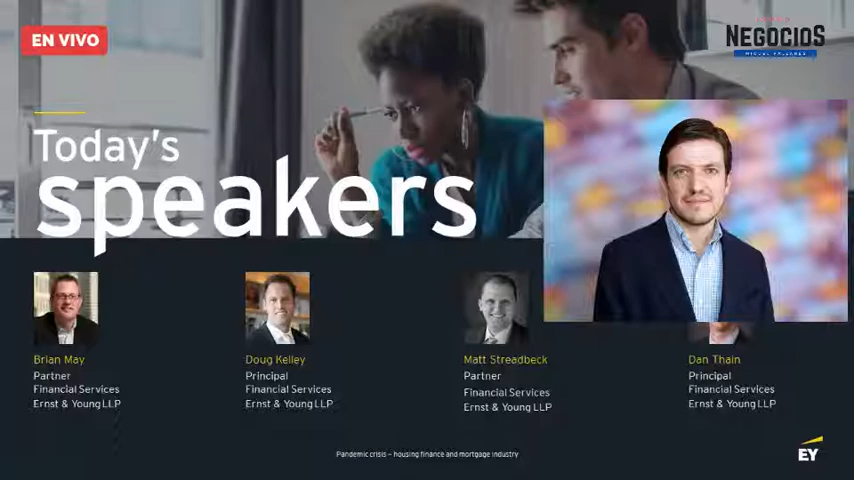 EN VIVO
NEGOCIOS
Today's
speakers
Brian May
Partner
Financial Services
Ernst & Young LLP
Doug Kelley
Principal
Financial Services
Ernst & Young LLP
Matt Streadbeck
Partner
Financial Services
Ernst & Young LLP
Dan Thain
Principal
Financial Services
Ernst & Young LLP
Pandemic crisis – housing finance and mortgage industry
EY